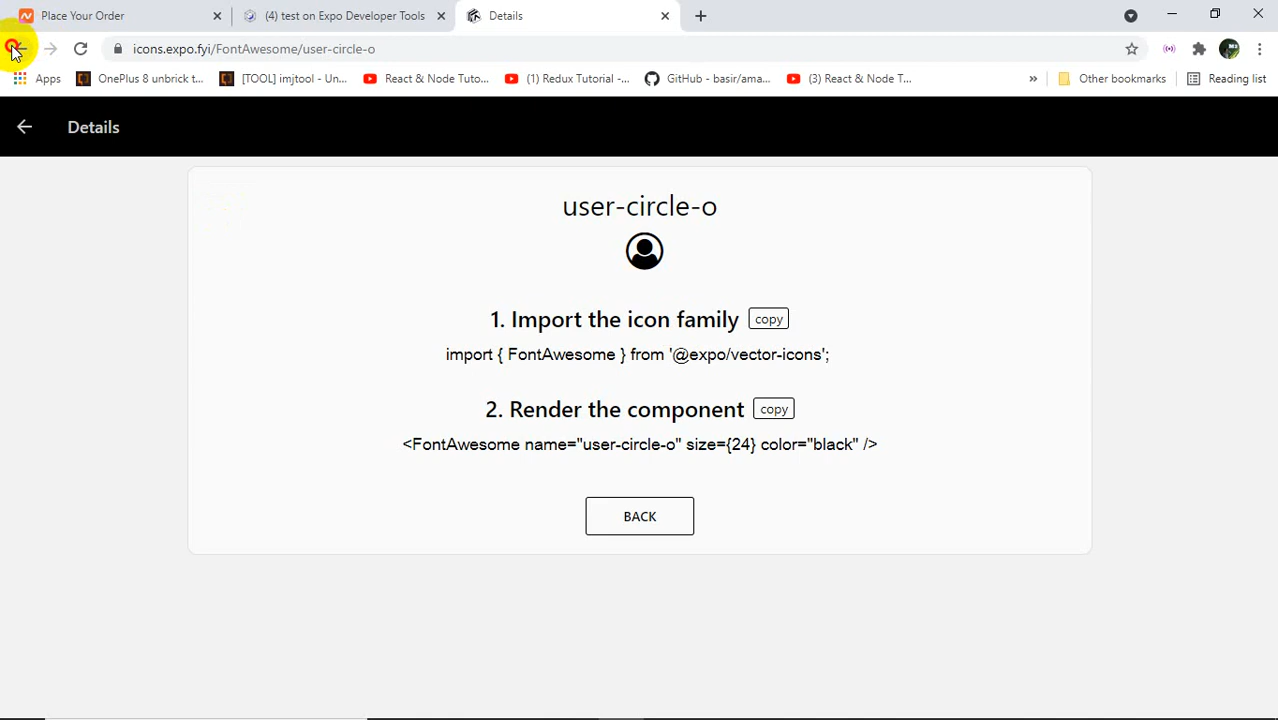 Place Your Order
(4) test on Expo Developer Tools
Details
icons.expo.fyi/FontAwesome/user-circle-o
Apps
OnePlus 8 unbrick t...
[TOOL] imjtool - Un...
React & Node Tuto...
(1) Redux Tutorial -...
GitHub - basir/ama...
(3) React & Node T...
»
Other bookmarks
Reading list
Details
user-circle-o
1. Import the icon family copy
import { FontAwesome } from '@expo/vector-icons';
2. Render the component copy
<FontAwesome name="user-circle-o" size={24} color="black" />
BACK